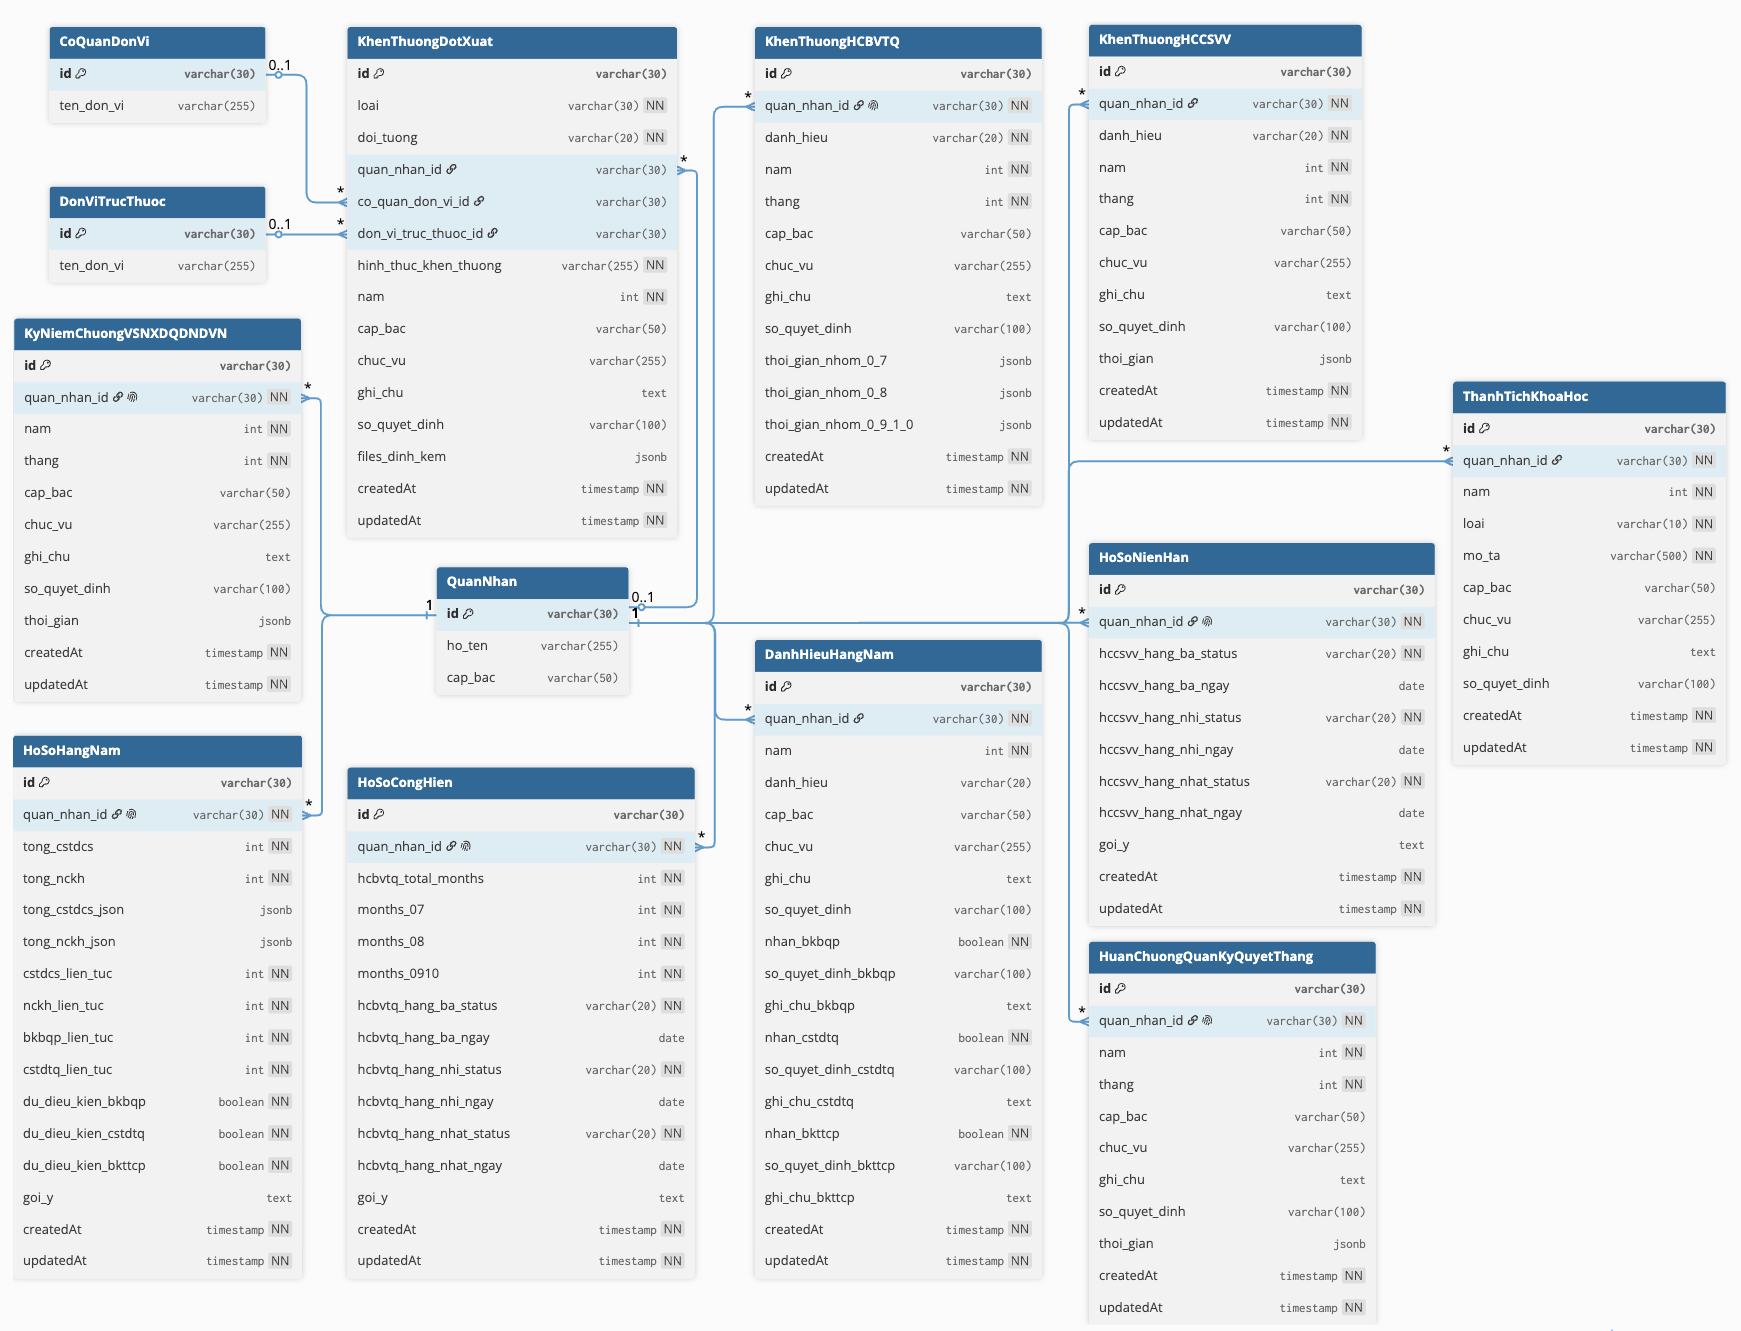 CoQuanDonVi
id varchar(30)
ten_don_vi varchar(255)
0..1
*
DonViTrucThuoc
id varchar(30)
ten_don_vi varchar(255)
0..1
*
KhenThuongDotXuat
id varchar(30)
loai varchar(30) NN
doi_tuong varchar(20) NN
quan_nhan_id varchar(30)
co_quan_don_vi_id varchar(30)
don_vi_truc_thuoc_id varchar(30)
hinh_thuc_khen_thuong varchar(255) NN
nam int NN
cap_bac varchar(50)
chuc_vu varchar(255)
ghi_chu text
so_quyet_dinh varchar(100)
files_dinh_kem jsonb
createdAt timestamp NN
updatedAt timestamp NN
*
KhenThuongHCBVTQ
id varchar(30)
*
quan_nhan_id varchar(30) NN
danh_hieu varchar(20) NN
nam int NN
thang int NN
cap_bac varchar(50)
chuc_vu varchar(255)
ghi_chu text
so_quyet_dinh varchar(100)
thoi_gian_nhom_0_7 jsonb
thoi_gian_nhom_0_8 jsonb
thoi_gian_nhom_0_9_1_0 jsonb
createdAt timestamp NN
updatedAt timestamp NN
KhenThuongHCCSVV
id varchar(30)
*
quan_nhan_id varchar(30) NN
danh_hieu varchar(20) NN
nam int NN
thang int NN
cap_bac varchar(50)
chuc_vu varchar(255)
ghi_chu text
so_quyet_dinh varchar(100)
thoi_gian jsonb
createdAt timestamp NN
updatedAt timestamp NN
KyNiemChuongVSNXDQDNDVN
id varchar(30)
*
quan_nhan_id varchar(30) NN
nam int NN
thang int NN
cap_bac varchar(50)
chuc_vu varchar(255)
ghi_chu text
so_quyet_dinh varchar(100)
thoi_gian jsonb
createdAt timestamp NN
updatedAt timestamp NN
ThanhTichKhoaHoc
id varchar(30)
*
quan_nhan_id varchar(30) NN
nam int NN
loai varchar(10) NN
mo_ta varchar(500) NN
cap_bac varchar(50)
chuc_vu varchar(255)
ghi_chu text
so_quyet_dinh varchar(100)
createdAt timestamp NN
updatedAt timestamp NN
QuanNhan
1
id varchar(30)
0..1
1
ho_ten varchar(255)
cap_bac varchar(50)
HoSoNienHan
id varchar(30)
*
quan_nhan_id varchar(30) NN
hccsvv_hang_ba_status varchar(20) NN
hccsvv_hang_ba_ngay date
hccsvv_hang_nhi_status varchar(20) NN
hccsvv_hang_nhi_ngay date
hccsvv_hang_nhat_status varchar(20) NN
hccsvv_hang_nhat_ngay date
goi_y text
createdAt timestamp NN
updatedAt timestamp NN
DanhHieuHangNam
id varchar(30)
*
quan_nhan_id varchar(30) NN
nam int NN
danh_hieu varchar(20)
cap_bac varchar(50)
chuc_vu varchar(255)
ghi_chu text
so_quyet_dinh varchar(100)
nhan_bkbqp boolean NN
so_quyet_dinh_bkbqp varchar(100)
ghi_chu_bkbqp text
nhan_cstdtq boolean NN
so_quyet_dinh_cstdtq varchar(100)
ghi_chu_cstdtq text
nhan_bkttcp boolean NN
so_quyet_dinh_bkttcp varchar(100)
ghi_chu_bkttcp text
createdAt timestamp NN
updatedAt timestamp NN
HoSoHangNam
id varchar(30)
*
quan_nhan_id varchar(30) NN
tong_cstdcs int NN
tong_nckh int NN
tong_cstdcs_json jsonb
tong_nckh_json jsonb
cstdcs_lien_tuc int NN
nckh_lien_tuc int NN
bkbqp_lien_tuc int NN
cstdtq_lien_tuc int NN
du_dieu_kien_bkbqp boolean NN
du_dieu_kien_cstdtq boolean NN
du_dieu_kien_bkttcp boolean NN
goi_y text
createdAt timestamp NN
updatedAt timestamp NN
HoSoCongHien
id varchar(30)
*
quan_nhan_id varchar(30) NN
hcbvtq_total_months int NN
months_07 int NN
months_08 int NN
months_0910 int NN
hcbvtq_hang_ba_status varchar(20) NN
hcbvtq_hang_ba_ngay date
hcbvtq_hang_nhi_status varchar(20) NN
hcbvtq_hang_nhi_ngay date
hcbvtq_hang_nhat_status varchar(20) NN
hcbvtq_hang_nhat_ngay date
goi_y text
createdAt timestamp NN
updatedAt timestamp NN
HuanChuongQuanKyQuyetThang
id varchar(30)
*
quan_nhan_id varchar(30) NN
nam int NN
thang int NN
cap_bac varchar(50)
chuc_vu varchar(255)
ghi_chu text
so_quyet_dinh varchar(100)
thoi_gian jsonb
createdAt timestamp NN
updatedAt timestamp NN